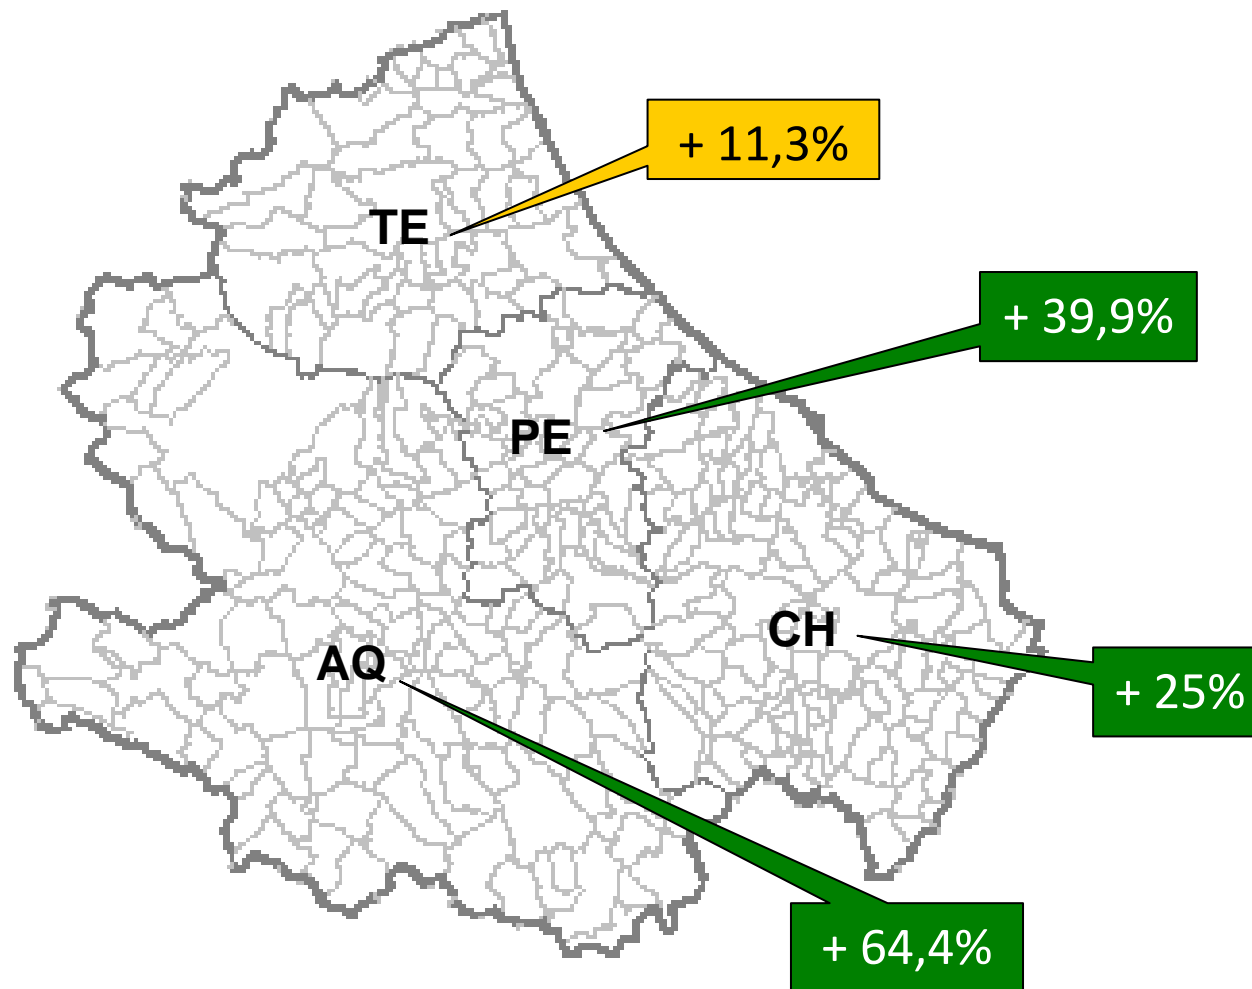 + 11,3%
TE
+ 39,9%
PE
CH
AQ
+ 25%
+ 64,4%